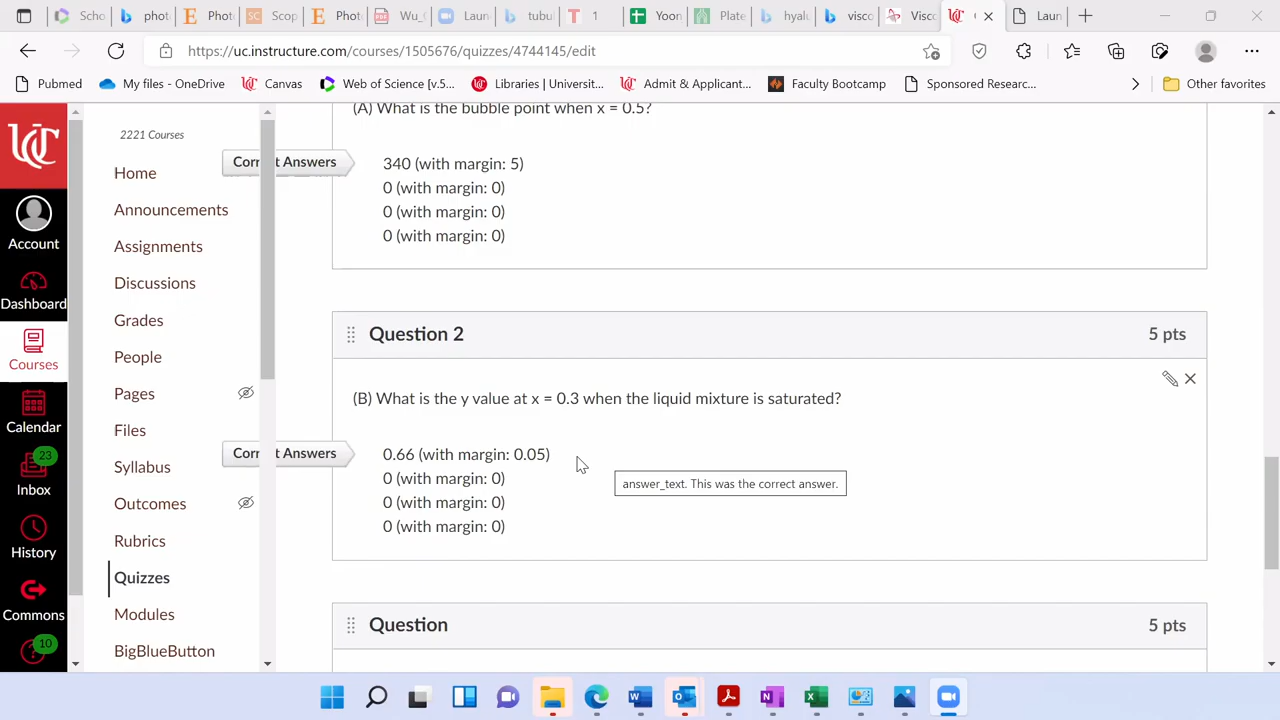 Scho
phot
Phot
Scop
Phot
Wu_
Laun
tubu
1
Yoon
Plate
hyal
visco
Visco
C
Laun
https://uc.instructure.com/courses/1505676/quizzes/4744145/edit
Pubmed
My files - OneDrive
Canvas
Web of Science [v.5...
Libraries | Universit...
Admit & Applicant...
Faculty Bootcamp
Sponsored Researc...
Other favorites
UC
Account
Dashboard
Courses
Calendar
23
Inbox
History
Commons
10
2221 Courses
Home
Announcements
Assignments
Discussions
Grades
People
Pages
Files
Syllabus
Outcomes
Rubrics
Quizzes
Modules
BigBlueButton
(A) What is the bubble point when x = 0.5?
Corr t Answers
340 (with margin: 5)
0 (with margin: 0)
0 (with margin: 0)
0 (with margin: 0)
Question 2
5 pts
(B) What is the y value at x = 0.3 when the liquid mixture is saturated?
Corr t Answers
0.66 (with margin: 0.05)
answer_text. This was the correct answer.
0 (with margin: 0)
0 (with margin: 0)
0 (with margin: 0)
Question
5 pts